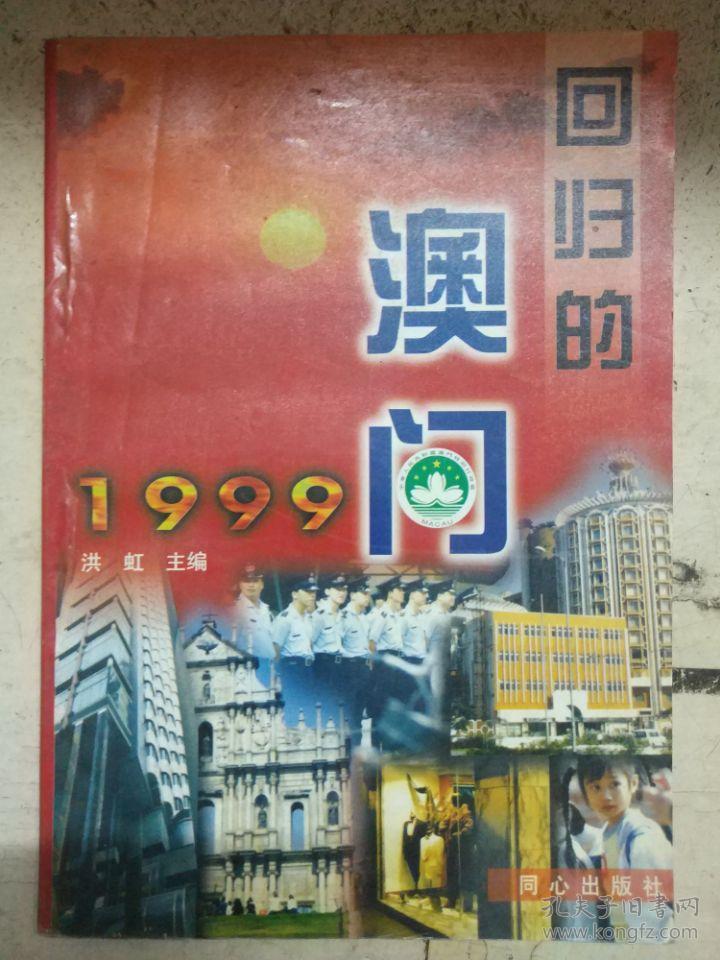 回归的
澳门
1999
MACAU
洪 虹 主编
同心出版社
孔夫子旧書网
www.kongfz.com